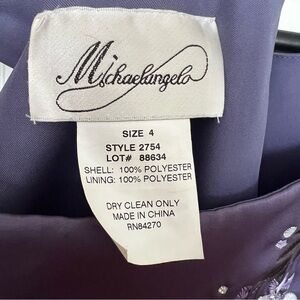 Michaelangelo
SIZE 4
STYLE 2754
LOT# 88634
SHELL: 100% POLYESTER
LINING: 100% POLYESTER
DRY CLEAN ONLY
MADE IN CHINA
RN84270